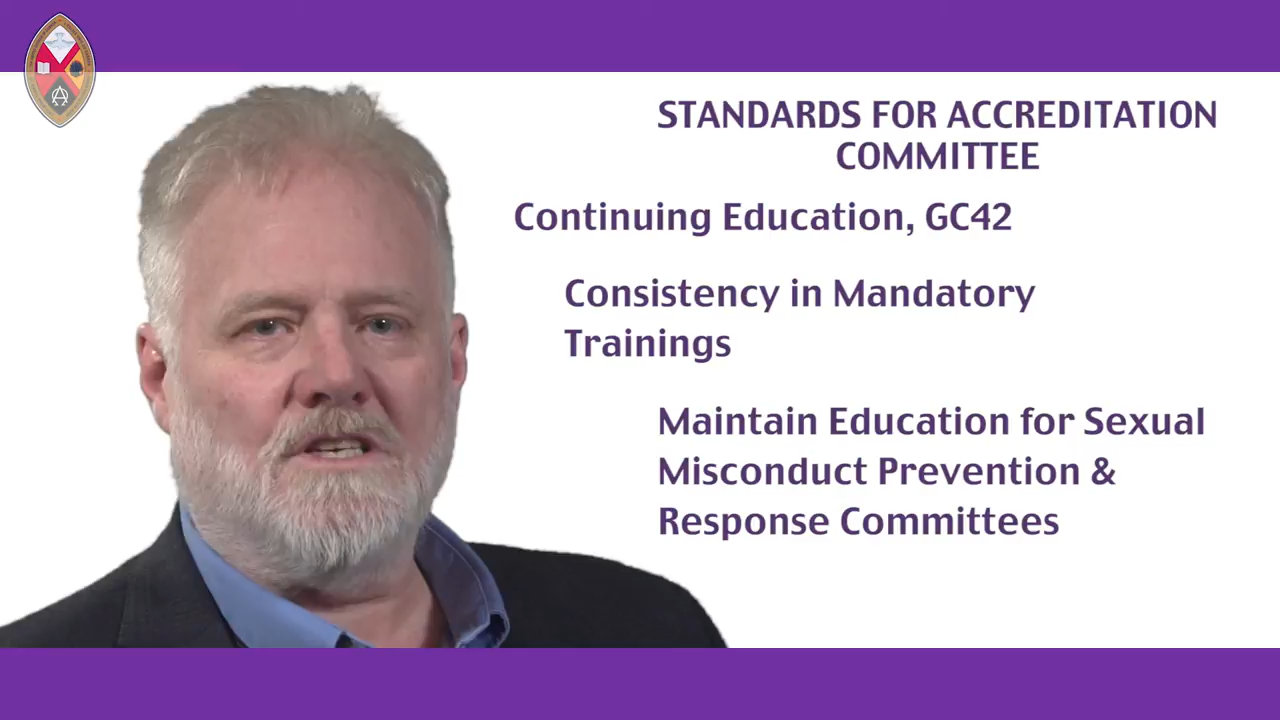 STANDARDS FOR ACCREDITATION
COMMITTEE
Continuing Education, GC42
Consistency in Mandatory
Trainings
Maintain Education for Sexual
Misconduct Prevention &
Response Committees